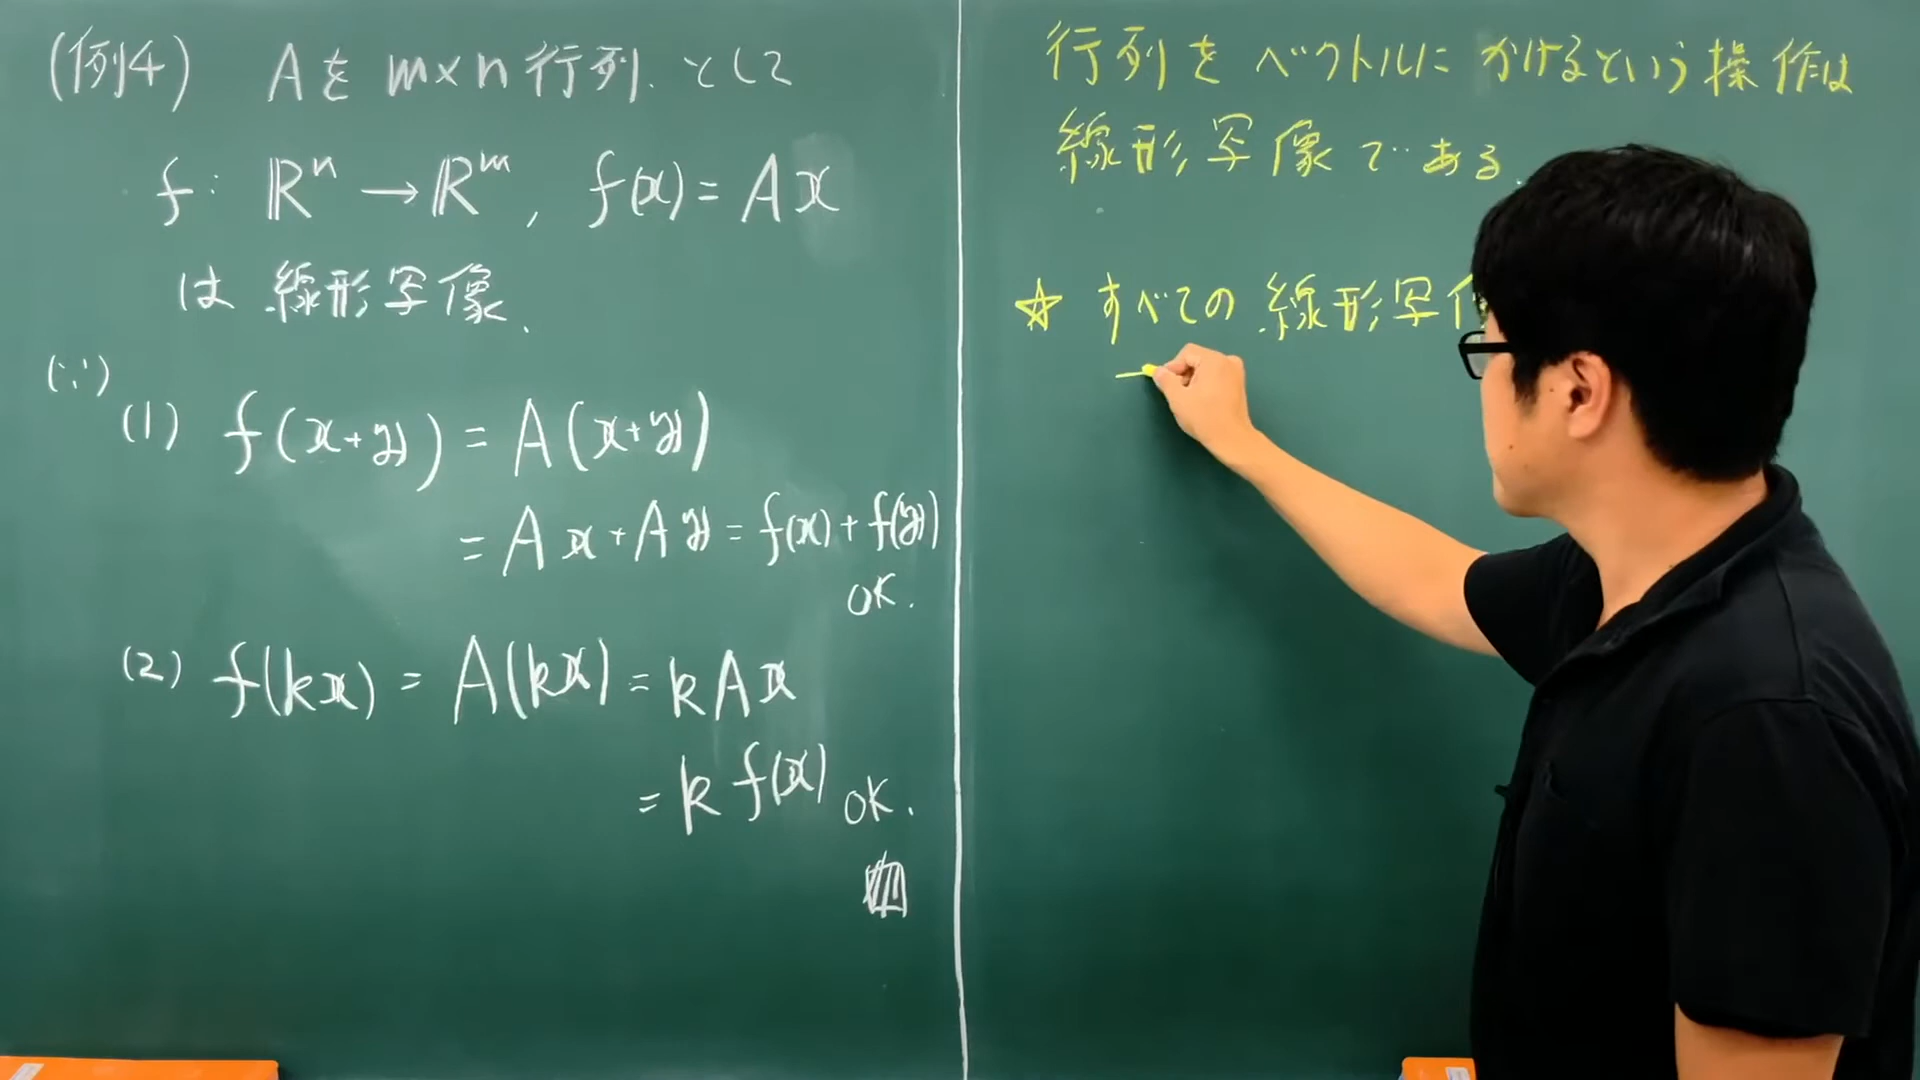 (例4) Aを m×n 行列. として
f: ℝⁿ → ℝᵐ, f(x) = Ax
は 線形写像.
(∵)
(1) f(x+y) = A(x+y)
= Ax + Ay = f(x) + f(y)
OK.
(2) f(kx) = A(kx) = kAx
= k f(x) OK.
行列を ベクトルに かけるという操作は
線形写像である.
☆ すべての 線形写